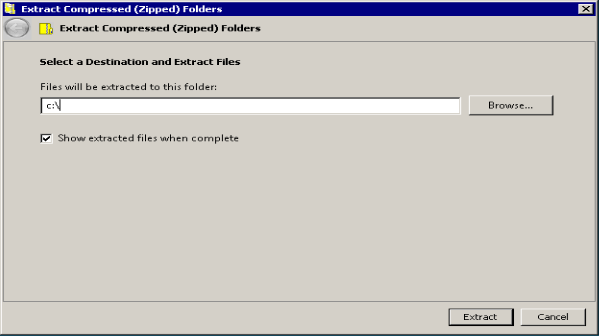 Extract Compressed (Zipped) Folders
Extract Compressed (Zipped) Folders
Select a Destination and Extract Files
Files will be extracted to this folder:
c:\
Browse...
Show extracted files when complete
Extract
Cancel